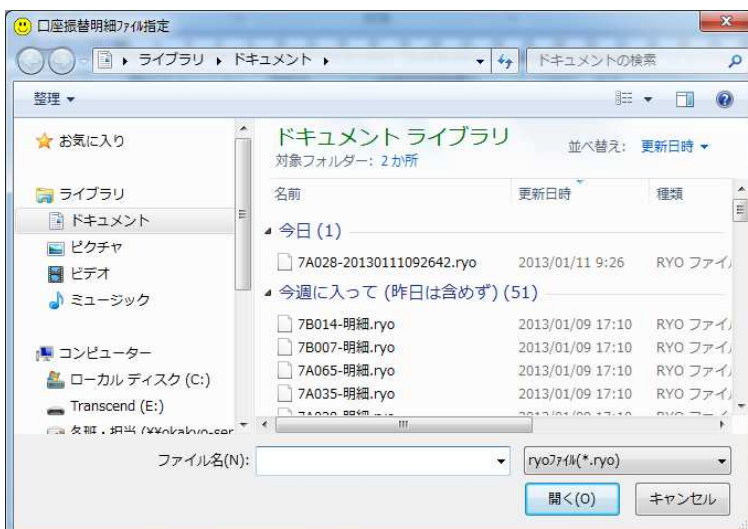 口座振替明細ﾌｧｲﾙ指定
ライブラリ ドキュメント
ドキュメントの検索
整理
お気に入り
ライブラリ
ドキュメント
ピクチャ
ビデオ
ミュージック
コンピューター
ローカル ディスク (C:)
Transcend (E:)
各班・担当 (¥¥okakyo-ser
ドキュメント ライブラリ
対象フォルダー: 2 か所
並べ替え: 更新日時
名前 更新日時 種類
今日 (1)
7A028-20130111092642.ryo 2013/01/11 9:26 RYO ファイル
今週に入って (昨日は含めず) (51)
7B014-明細.ryo 2013/01/09 17:10 RYO ファイル
7B007-明細.ryo 2013/01/09 17:10 RYO ファイル
7A065-明細.ryo 2013/01/09 17:10 RYO ファイル
7A035-明細.ryo 2013/01/09 17:10 RYO ファイル
ファイル名(N):
ryoﾌｧｲﾙ(*.ryo)
開く(O)
キャンセル